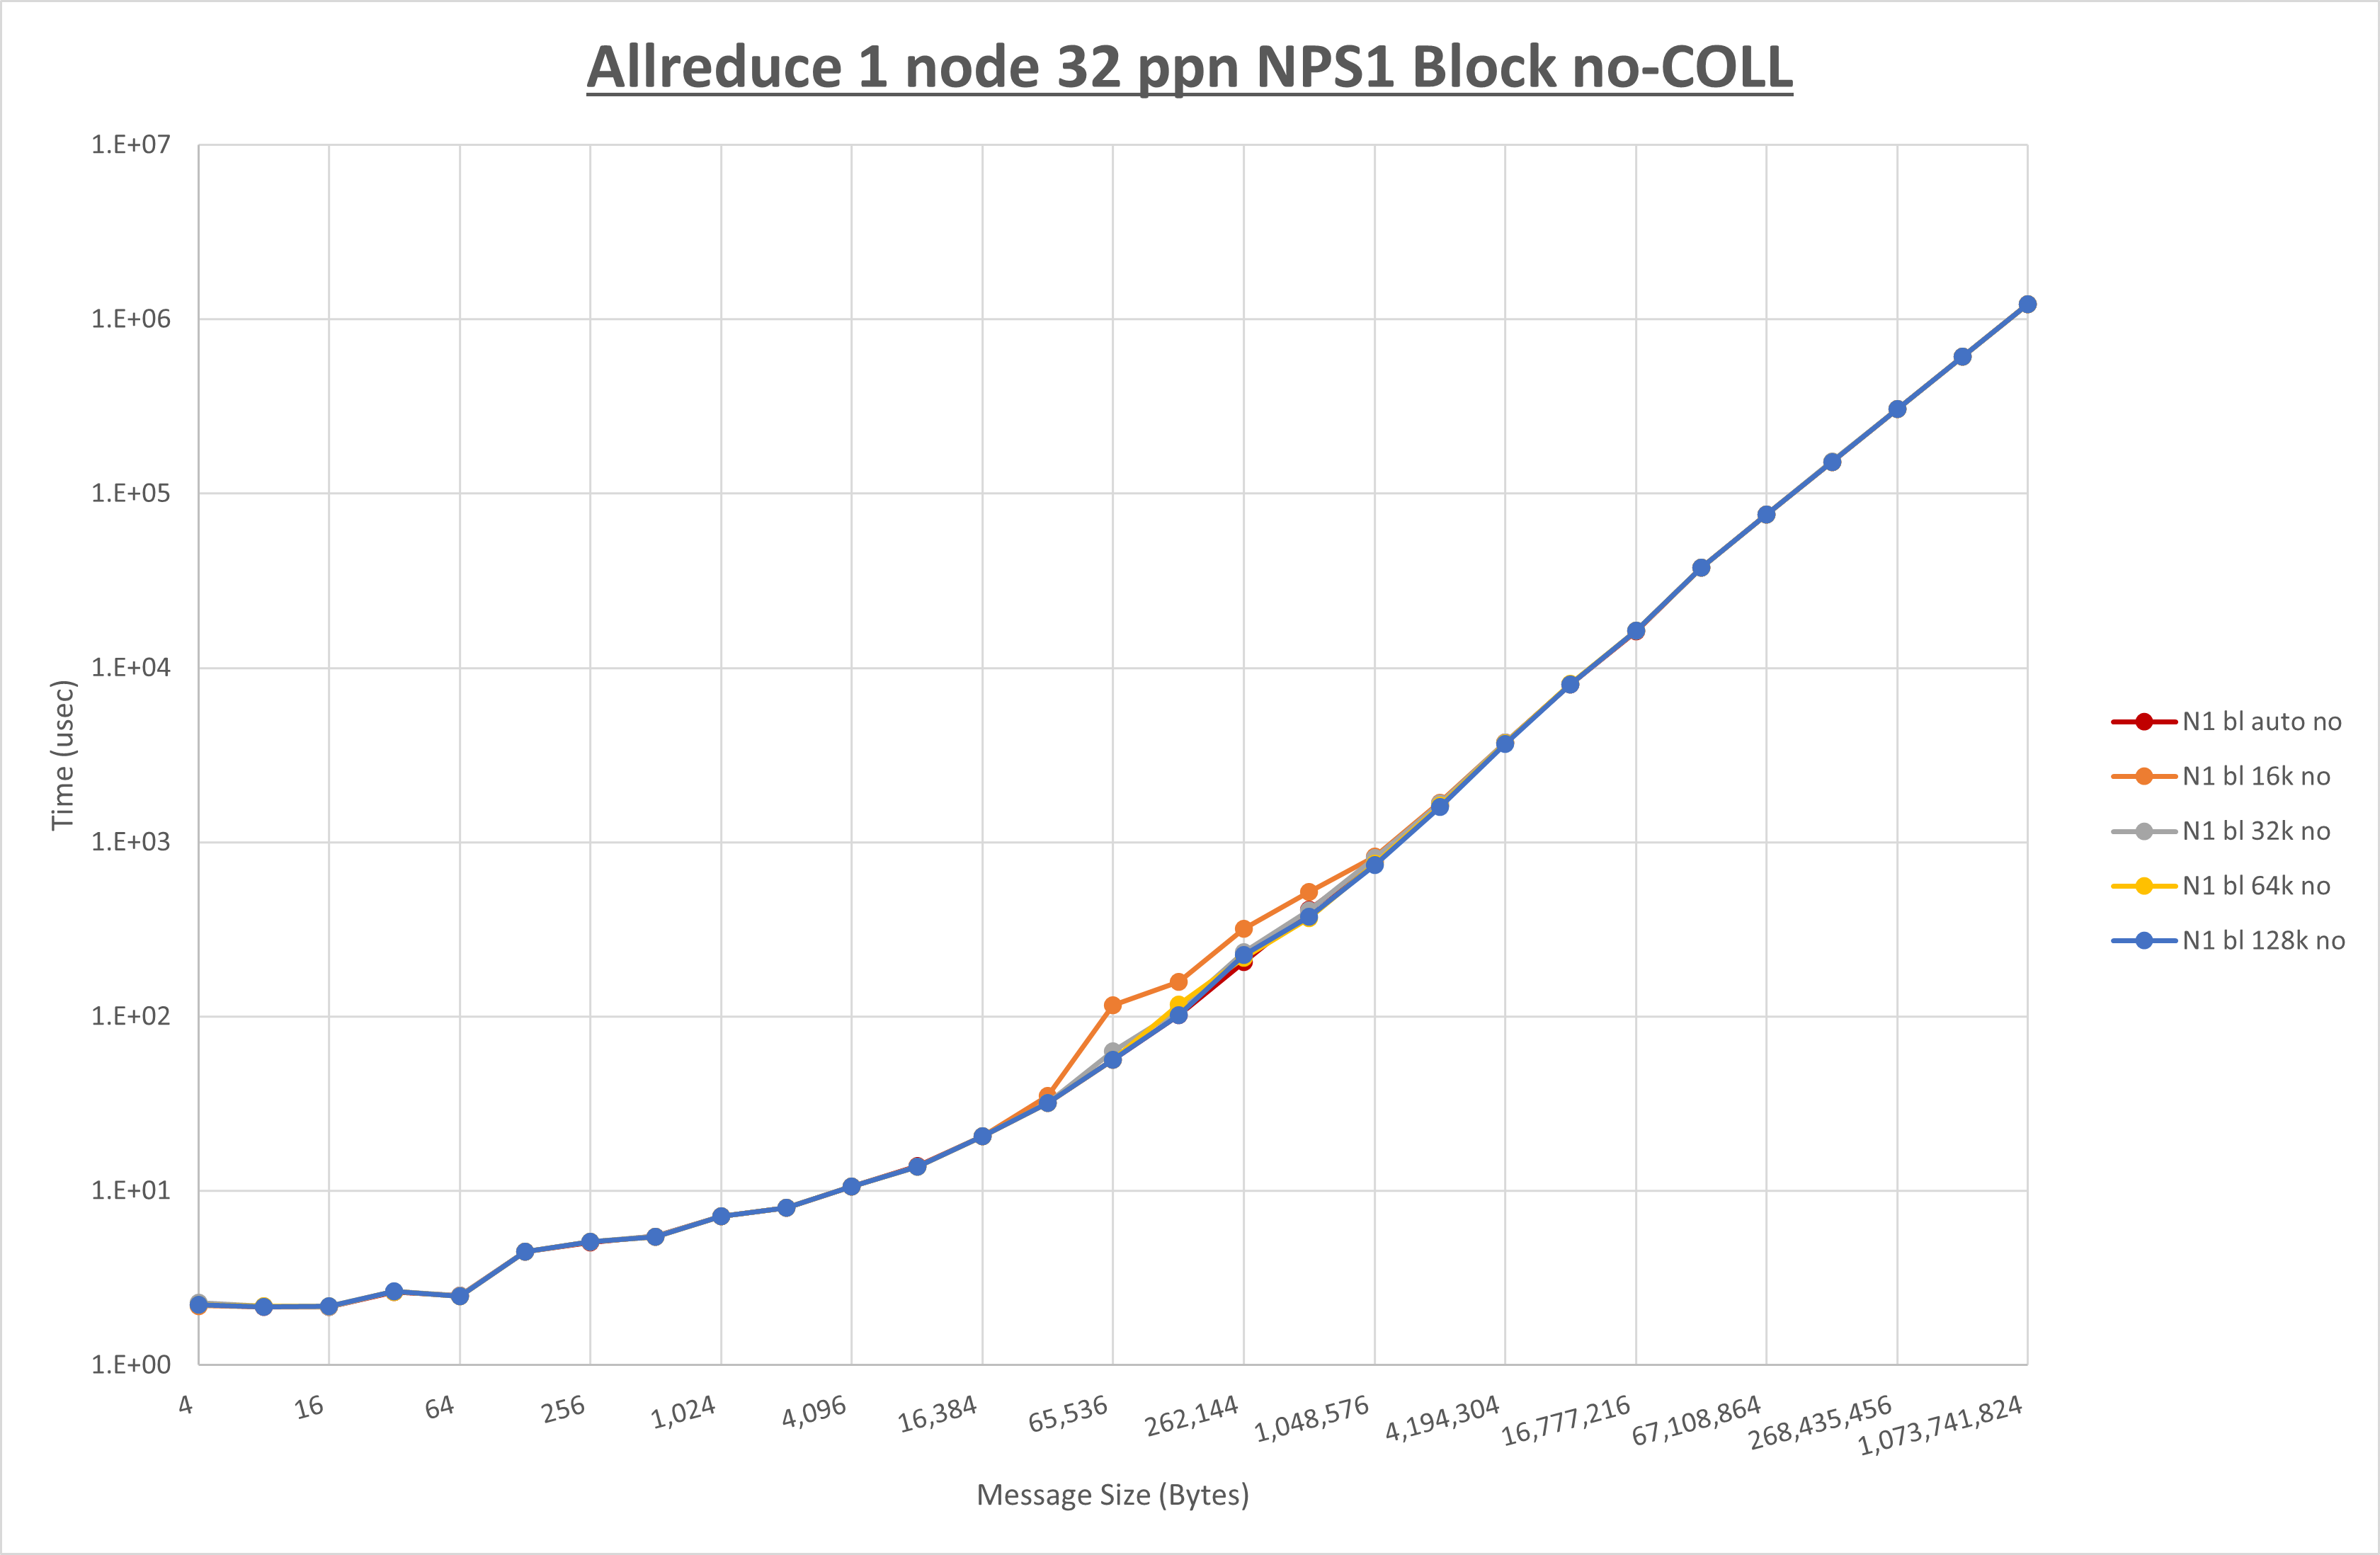 Allreduce 1 node 32 ppn NPS1 Block no-COLL
1.E+07
1.E+06
1.E+05
1.E+04
1.E+03
1.E+02
1.E+01
1.E+00
Time (usec)
4
16
64
256
1,024
4,096
16,384
65,536
262,144
1,048,576
4,194,304
16,777,216
67,108,864
268,435,456
1,073,741,824
Message Size (Bytes)
N1 bl auto no
N1 bl 16k no
N1 bl 32k no
N1 bl 64k no
N1 bl 128k no